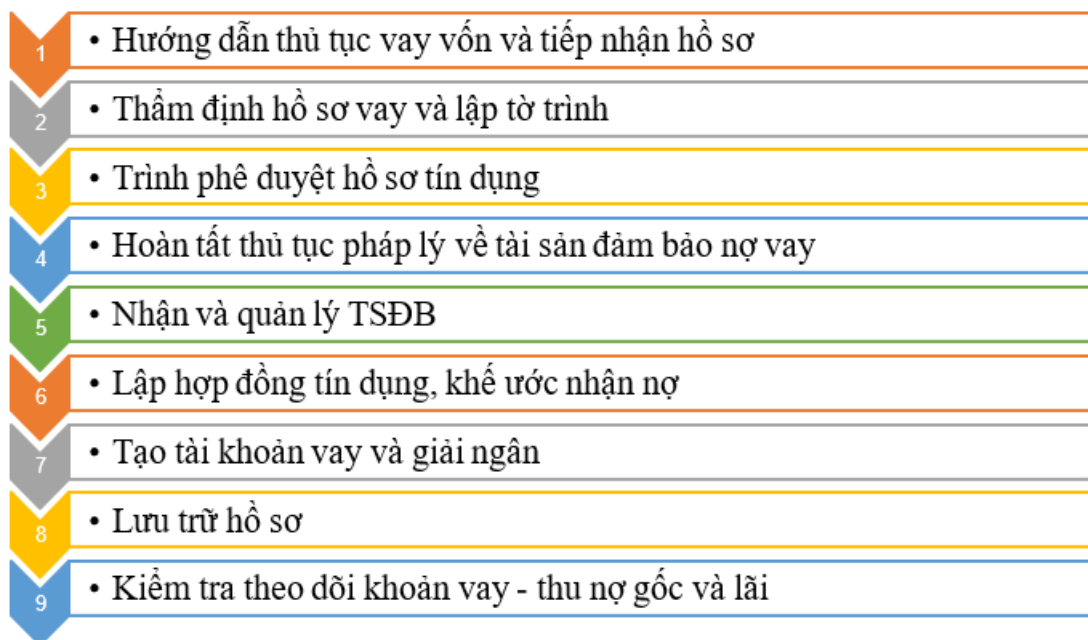 1 • Hướng dẫn thủ tục vay vốn và tiếp nhận hồ sơ
2 • Thẩm định hồ sơ vay và lập tờ trình
3 • Trình phê duyệt hồ sơ tín dụng
4 • Hoàn tất thủ tục pháp lý về tài sản đảm bảo nợ vay
5 • Nhận và quản lý TSĐB
6 • Lập hợp đồng tín dụng, khế ước nhận nợ
7 • Tạo tài khoản vay và giải ngân
8 • Lưu trữ hồ sơ
9 • Kiểm tra theo dõi khoản vay - thu nợ gốc và lãi